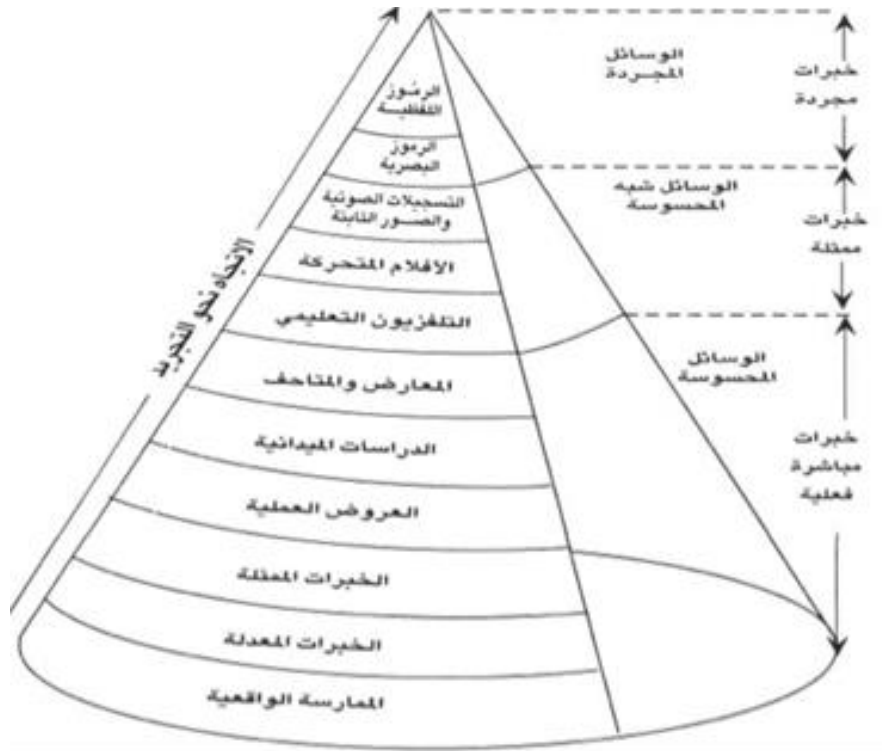 الوسائل
المجردة
خبرات
مجردة
الرموز
اللفظية
الرموز
البصرية
الوسائل شبه
المحسوسة
التسجيلات الصوتية
والصور الثابتة
خبرات
ممثلة
الأفلام المتحركة
الاتجاه نحو التجريد
التلفزيون التعليمي
الوسائل
المحسوسة
المعارض والمتاحف
خبرات
مباشرة
فعلية
الدراسات الميدانية
العروض العملية
الخبرات الممثلة
الخبرات المعدلة
الممارسة الواقعية